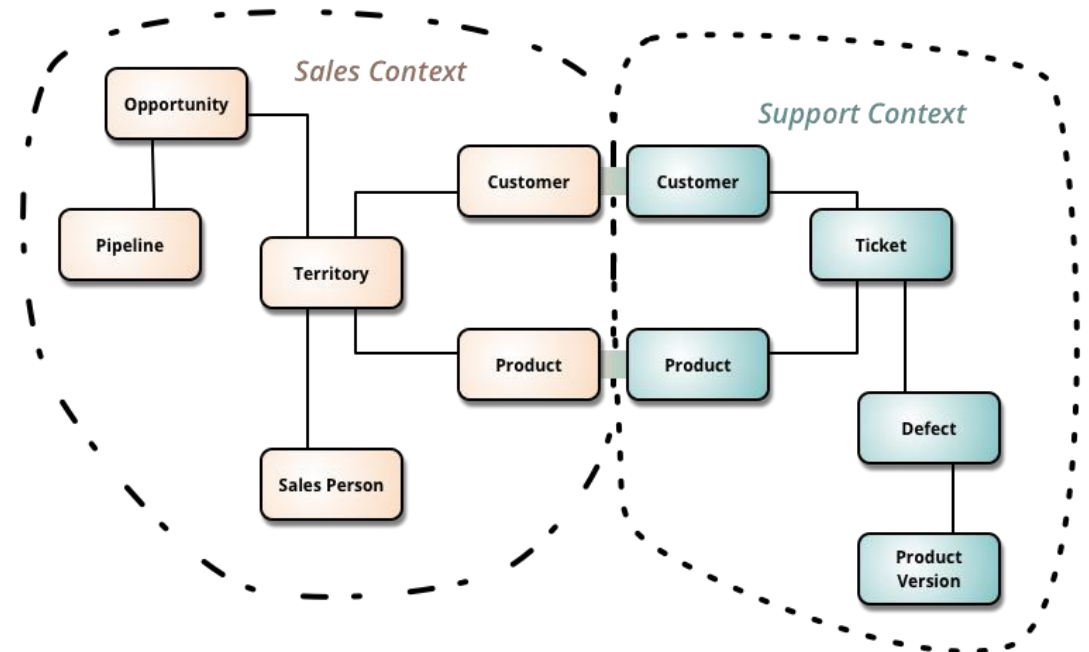 Sales Context
Support Context
Opportunity
Customer
Customer
Pipeline
Ticket
Territory
Product
Product
Defect
Sales Person
Product
Version